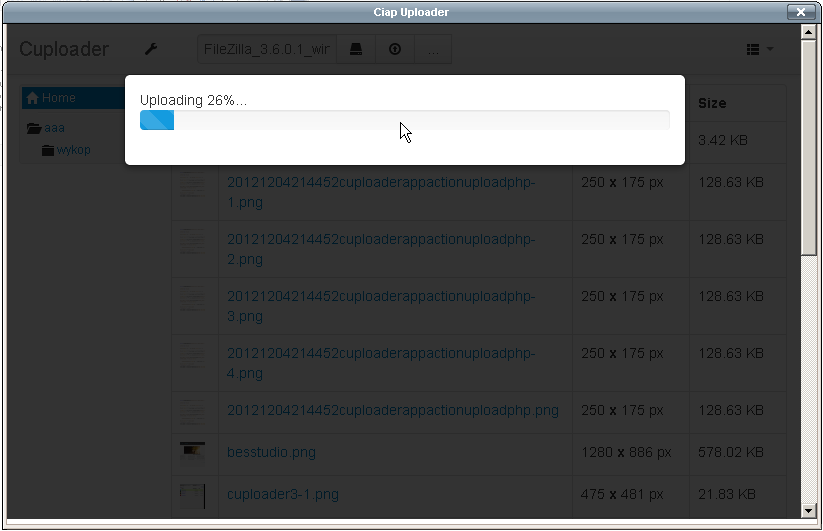 Ciap Uploader
Cuploader
FileZilla_3.6.0.1_wir
...
Uploading 26%...
Home
aaa
wykop
Size
3.42 KB
20121204214452cuploaderappactionuploadphp-
1.png
250 x 175 px
128.63 KB
20121204214452cuploaderappactionuploadphp-
2.png
250 x 175 px
128.63 KB
20121204214452cuploaderappactionuploadphp-
3.png
250 x 175 px
128.63 KB
20121204214452cuploaderappactionuploadphp-
4.png
250 x 175 px
128.63 KB
20121204214452cuploaderappactionuploadphp.png
250 x 175 px
128.63 KB
besstudio.png
1280 x 886 px
578.02 KB
cuploader3-1.png
475 x 481 px
21.83 KB